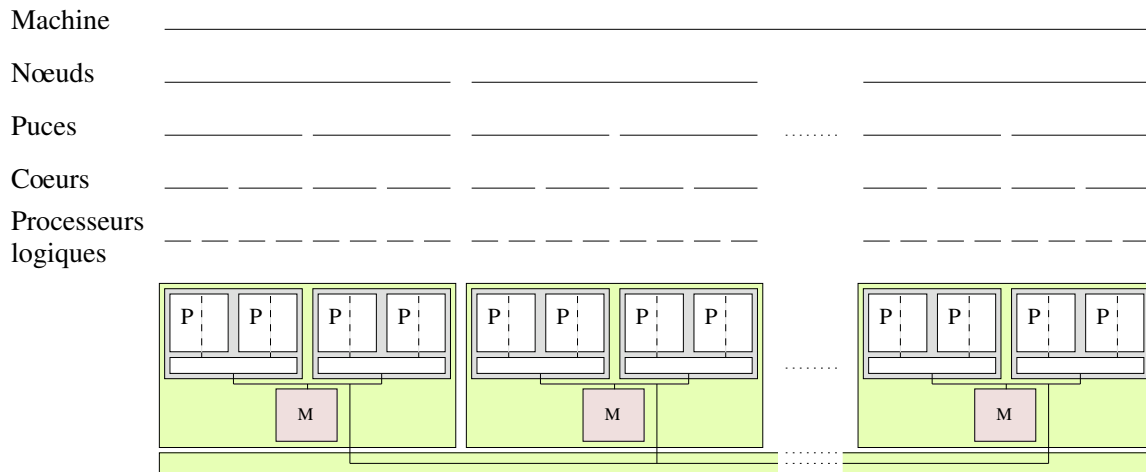 Machine
Nœuds
Puces
Coeurs
Processeurs
logiques
P P P P P P P P P P P P
M M M